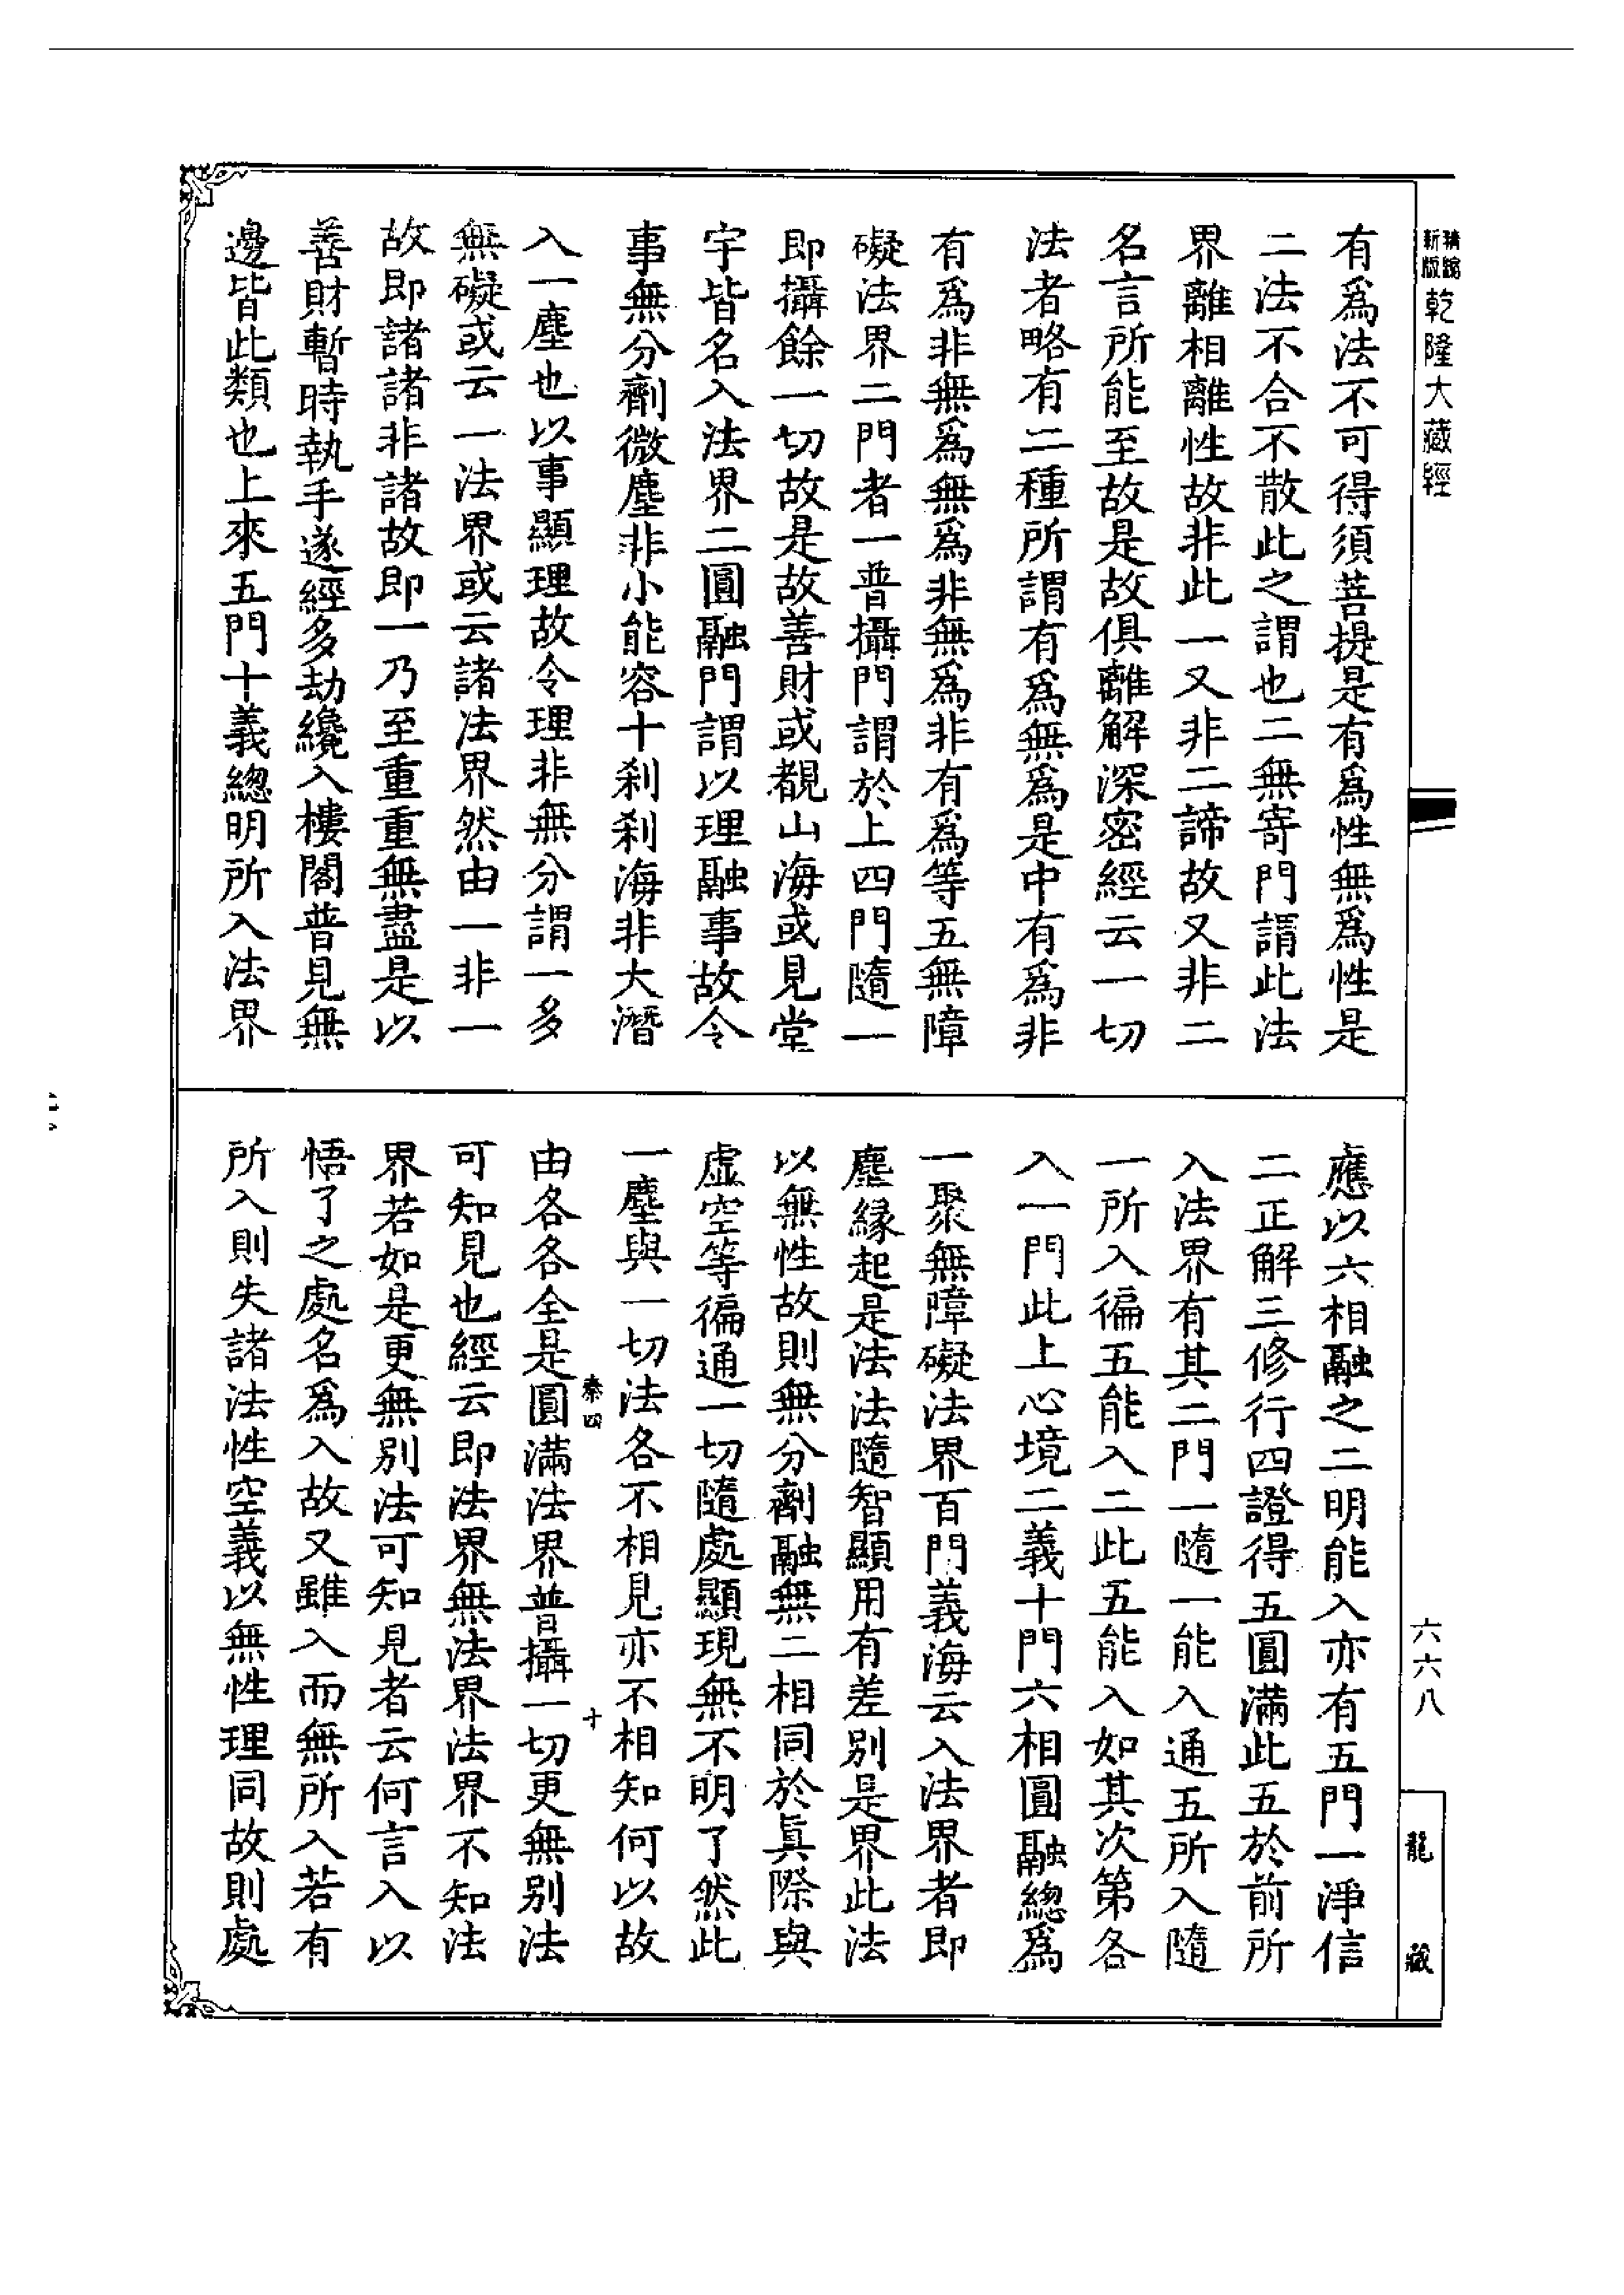 精編
新版
乾隆大藏經
有爲法不可得須菩提是有爲性無爲性是
二法不合不散此之謂也二無寄門謂此法
界離相離性故非此一又非二諦故又非二
名言所能至故是故俱離解深密經云一切
法者略有二種所謂有爲無爲是中有爲非
有爲非無爲無爲非無爲非有爲等五無障
礙法界二門者一普攝門謂於上四門隨一
即攝餘一切故是故善財或覩山海或見堂
宇皆名入法界二圓融門謂以理融事故令
事無分劑微塵非小能容十刹刹海非大潛
入一塵也以事顯理故令理非無分謂一多
無礙或云一法界或云諸法界然由一非一
故即諸諸非諸故即一乃至重重無盡是以
善財暫時執手遂經多劫纔入樓閣普見無
邊皆此類也上來五門十義總明所入法界
應以六相融之二明能入亦有五門一淨信
二正解三修行四證得五圓滿此五於前所
入法界有其二門一隨一能入通五所入隨
一所入徧五能入二此五能入如其次第各
入一門此上心境二義十門六相圓融總爲
一聚無障礙法界百門義海云入法界者即
塵緣起是法法隨智顯用有差別是界此法
以無性故則無分劑融無二相同於眞際與
虛空等徧通一切隨處顯現無不明了然此
一塵與一切法各不相見亦不相知何以故
由各各全是圓滿法界普攝一切更無別法
可知見也經云即法界無法界法界不知法
界若如是更無別法可知見者云何言入以
悟了之處名爲入故又雖入而無所入若有
所入則失諸法性空義以無性理同故則處
秦四
十
六六八
龍藏